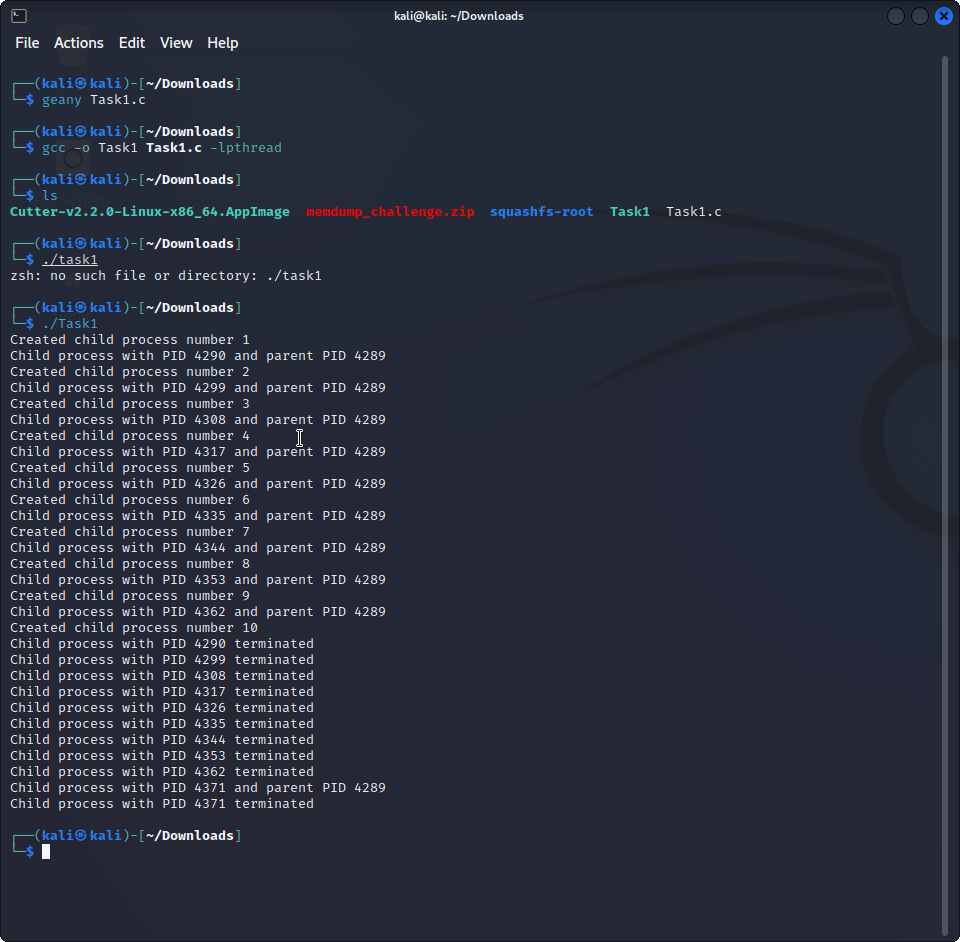 kali@kali: ~/Downloads
File Actions Edit View Help
┌──(kali㉿kali)-[~/Downloads]
└─$ geany Task1.c
┌──(kali㉿kali)-[~/Downloads]
└─$ gcc -o Task1 Task1.c -lpthread
┌──(kali㉿kali)-[~/Downloads]
└─$ ls
Cutter-v2.2.0-Linux-x86_64.AppImage memdump_challenge.zip squashfs-root Task1 Task1.c
┌──(kali㉿kali)-[~/Downloads]
└─$ ./task1
zsh: no such file or directory: ./task1
┌──(kali㉿kali)-[~/Downloads]
└─$ ./Task1
Created child process number 1
Child process with PID 4290 and parent PID 4289
Created child process number 2
Child process with PID 4299 and parent PID 4289
Created child process number 3
Child process with PID 4308 and parent PID 4289
Created child process number 4
Child process with PID 4317 and parent PID 4289
Created child process number 5
Child process with PID 4326 and parent PID 4289
Created child process number 6
Child process with PID 4335 and parent PID 4289
Created child process number 7
Child process with PID 4344 and parent PID 4289
Created child process number 8
Child process with PID 4353 and parent PID 4289
Created child process number 9
Child process with PID 4362 and parent PID 4289
Created child process number 10
Child process with PID 4290 terminated
Child process with PID 4299 terminated
Child process with PID 4308 terminated
Child process with PID 4317 terminated
Child process with PID 4326 terminated
Child process with PID 4335 terminated
Child process with PID 4344 terminated
Child process with PID 4353 terminated
Child process with PID 4362 terminated
Child process with PID 4371 and parent PID 4289
Child process with PID 4371 terminated
┌──(kali㉿kali)-[~/Downloads]
└─$